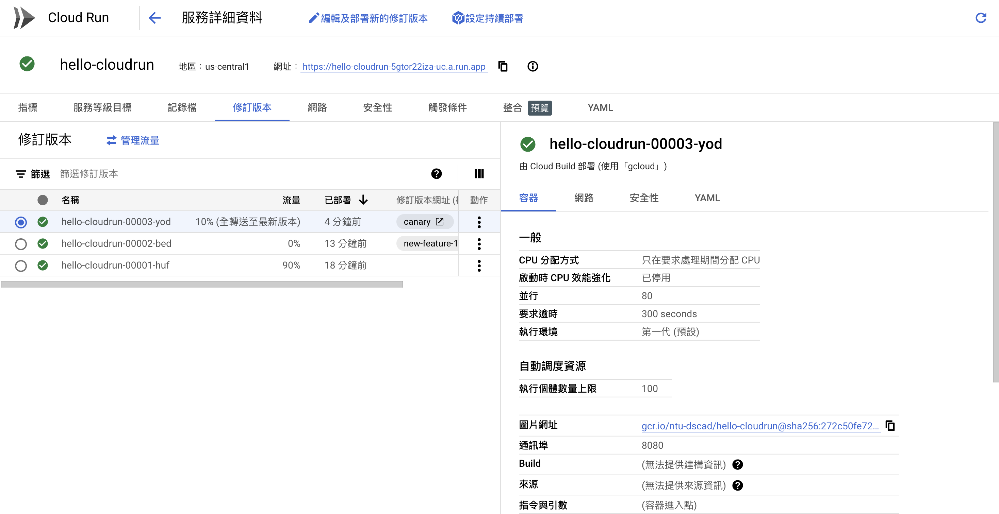 Cloud Run 服務詳細資料 編輯及部署新的修訂版本 設定持續部署
hello-cloudrun 地區：us-central1 網址： https://hello-cloudrun-5gtor22iza-uc.a.run.app
指標 服務等級目標 記錄檔 修訂版本 網路 安全性 觸發條件 整合 預覽 YAML
修訂版本 管理流量
篩選 篩選修訂版本
名稱 流量 已部署 修訂版本網址 ( 動作
hello-cloudrun-00003-yod 10% (全轉送至最新版本) 4 分鐘前 canary
hello-cloudrun-00002-bed 0% 13 分鐘前 new-feature-1
hello-cloudrun-00001-huf 90% 18 分鐘前
hello-cloudrun-00003-yod
由 Cloud Build 部署 (使用「gcloud」)
容器 網路 安全性 YAML
一般
CPU 分配方式 只在要求處理期間分配 CPU
啟動時 CPU 效能強化 已停用
並行 80
要求逾時 300 seconds
執行環境 第一代 (預設)
自動調度資源
執行個體數量上限 100
圖片網址 gcr.io/ntu-dscad/hello-cloudrun@sha256:272c50fe72...
通訊埠 8080
Build (無法提供建構資訊)
來源 (無法提供來源資訊)
指令與引數 (容器進入點)